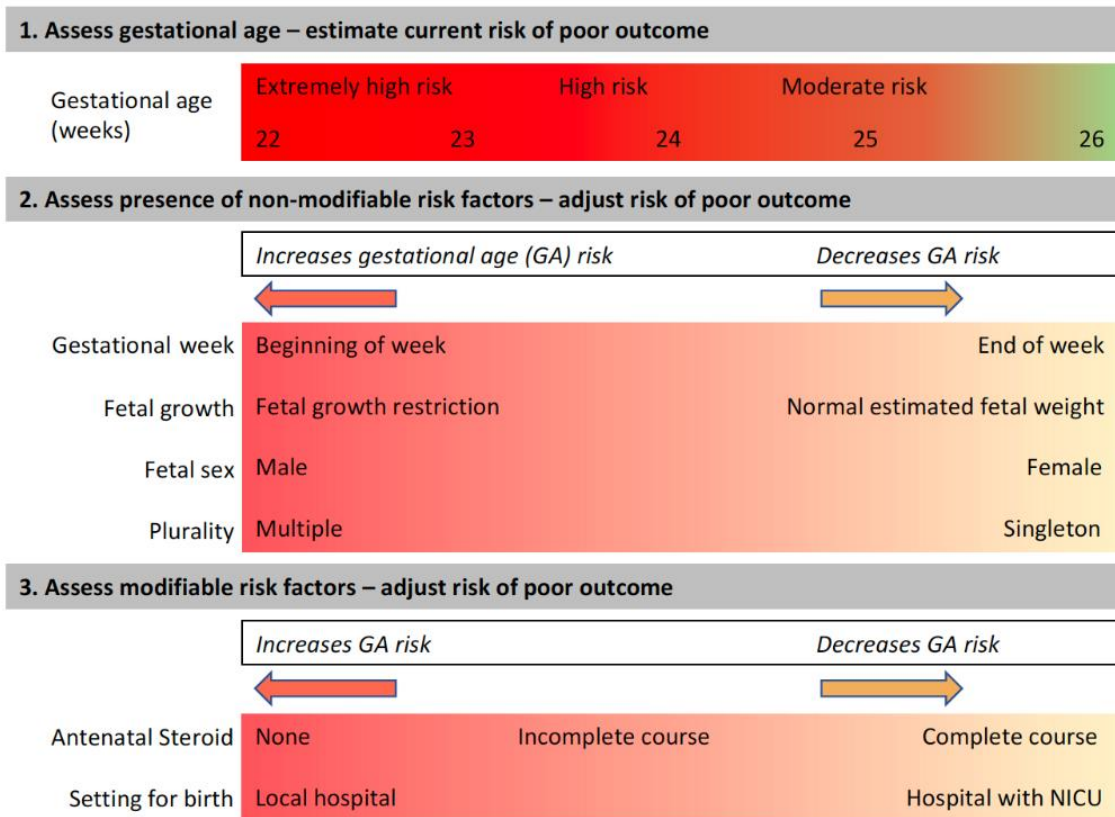 1. Assess gestational age – estimate current risk of poor outcome
Gestational age
(weeks)
Extremely high risk High risk Moderate risk
22 23 24 25 26
2. Assess presence of non-modifiable risk factors – adjust risk of poor outcome
Increases gestational age (GA) risk Decreases GA risk
Gestational week Beginning of week End of week
Fetal growth Fetal growth restriction Normal estimated fetal weight
Fetal sex Male Female
Plurality Multiple Singleton
3. Assess modifiable risk factors – adjust risk of poor outcome
Increases GA risk Decreases GA risk
Antenatal Steroid None Incomplete course Complete course
Setting for birth Local hospital Hospital with NICU